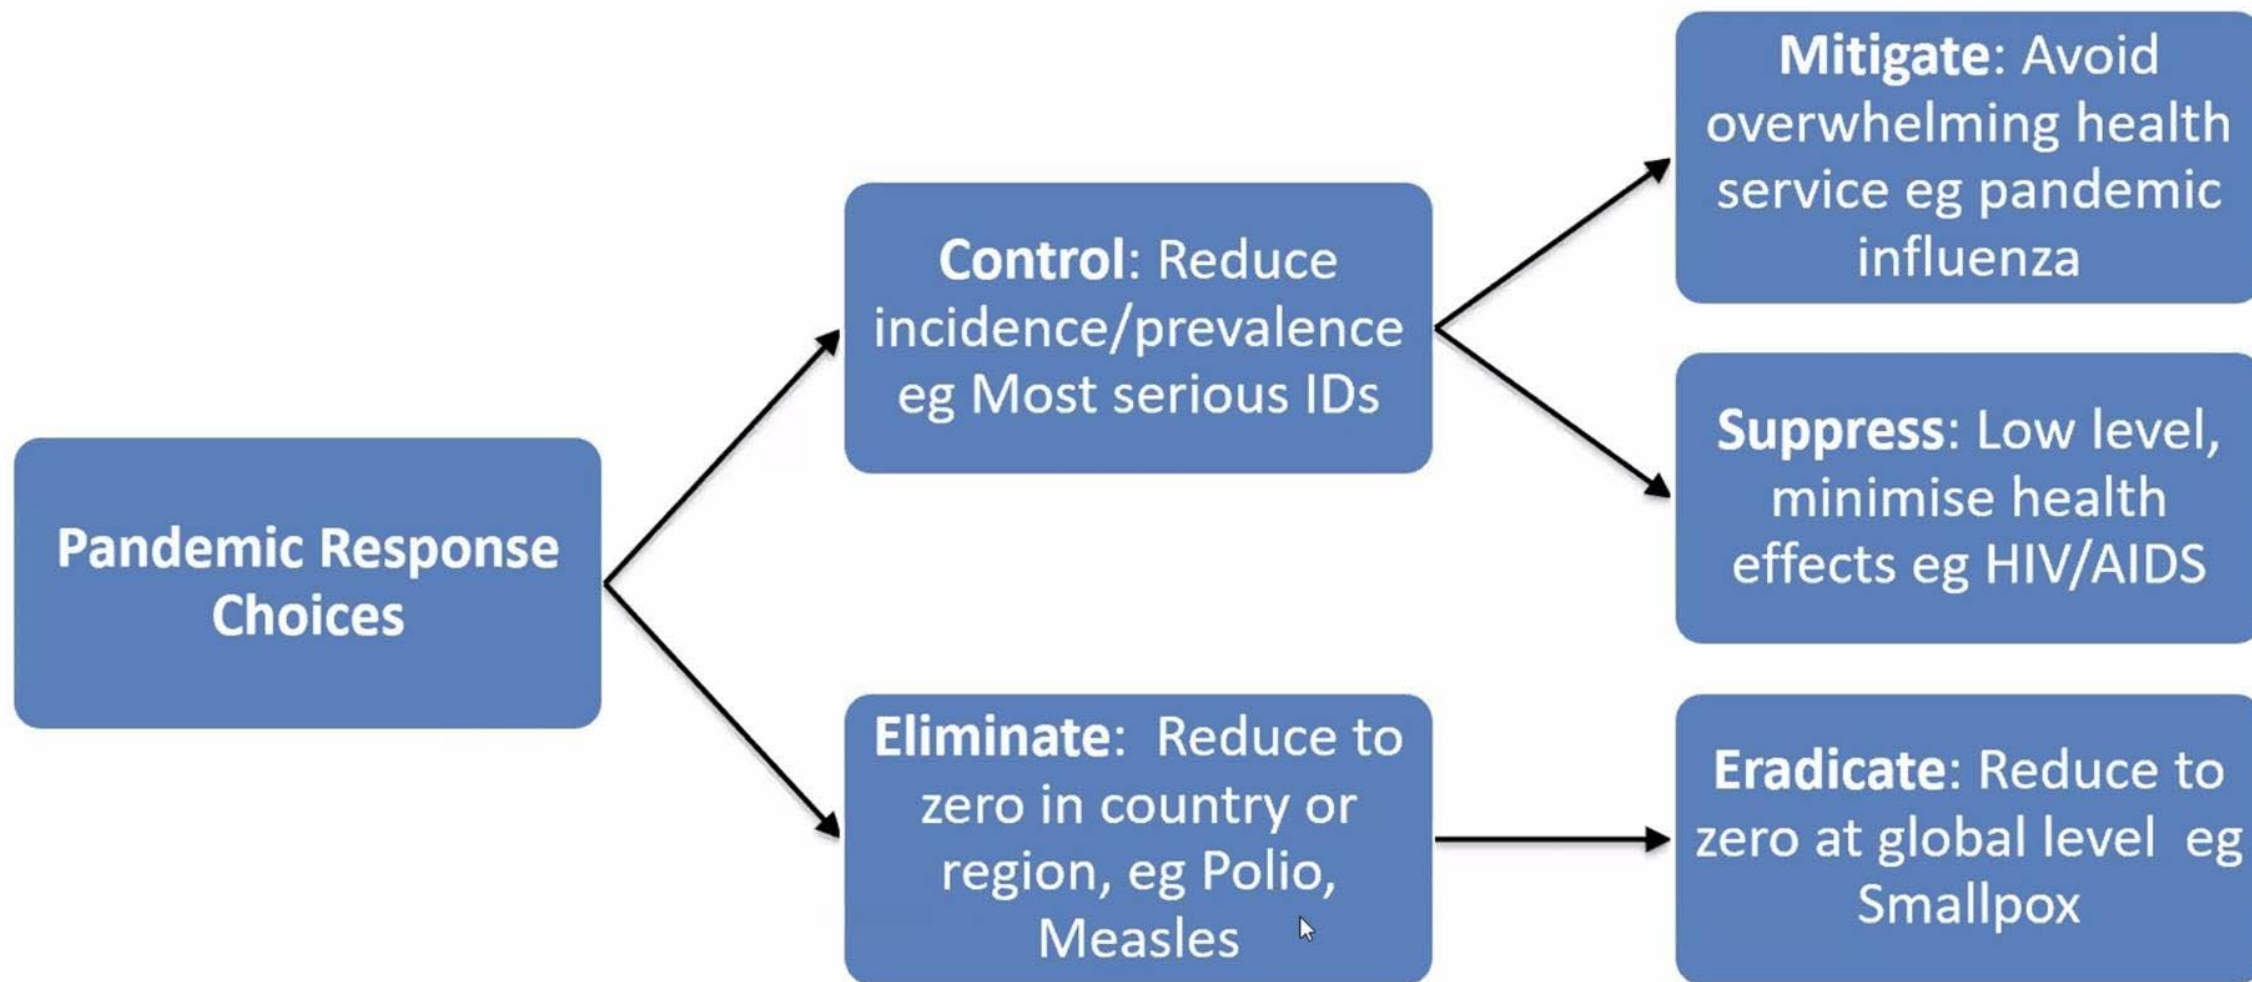 Pandemic Response
Choices
Control: Reduce
incidence/prevalence
eg Most serious IDs
Eliminate:  Reduce to
zero in country or
region, eg Polio,
Measles
Mitigate: Avoid
overwhelming health
service eg pandemic
influenza
Suppress: Low level,
minimise health
effects eg HIV/AIDS
Eradicate: Reduce to
zero at global level  eg
Smallpox